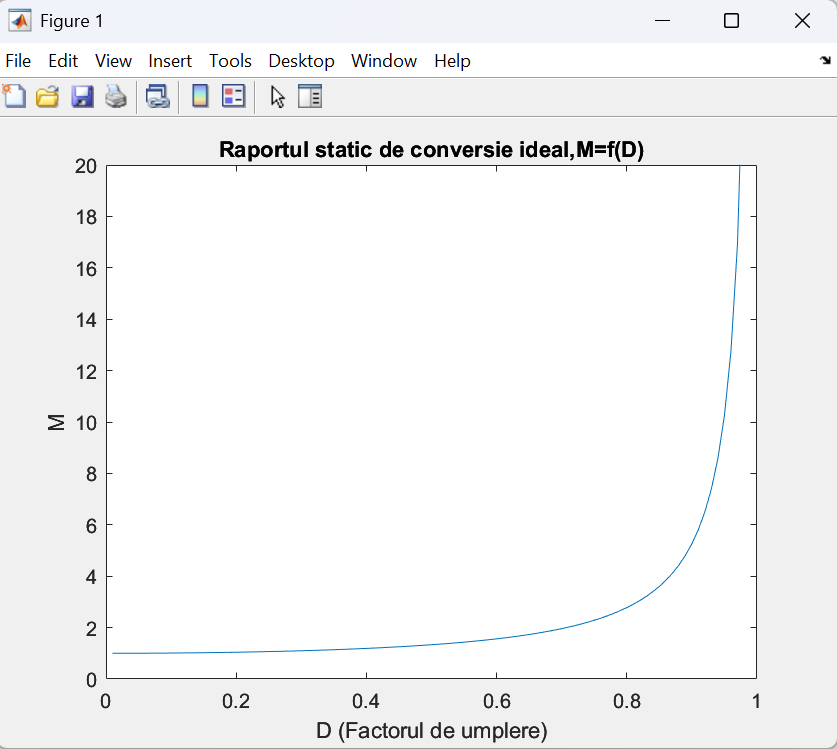 Figure 1
File Edit View Insert Tools Desktop Window Help
Raportul static de conversie ideal,M=f(D)
20
18
16
14
12
10
8
6
4
2
0
M
0 0.2 0.4 0.6 0.8 1
D (Factorul de umplere)